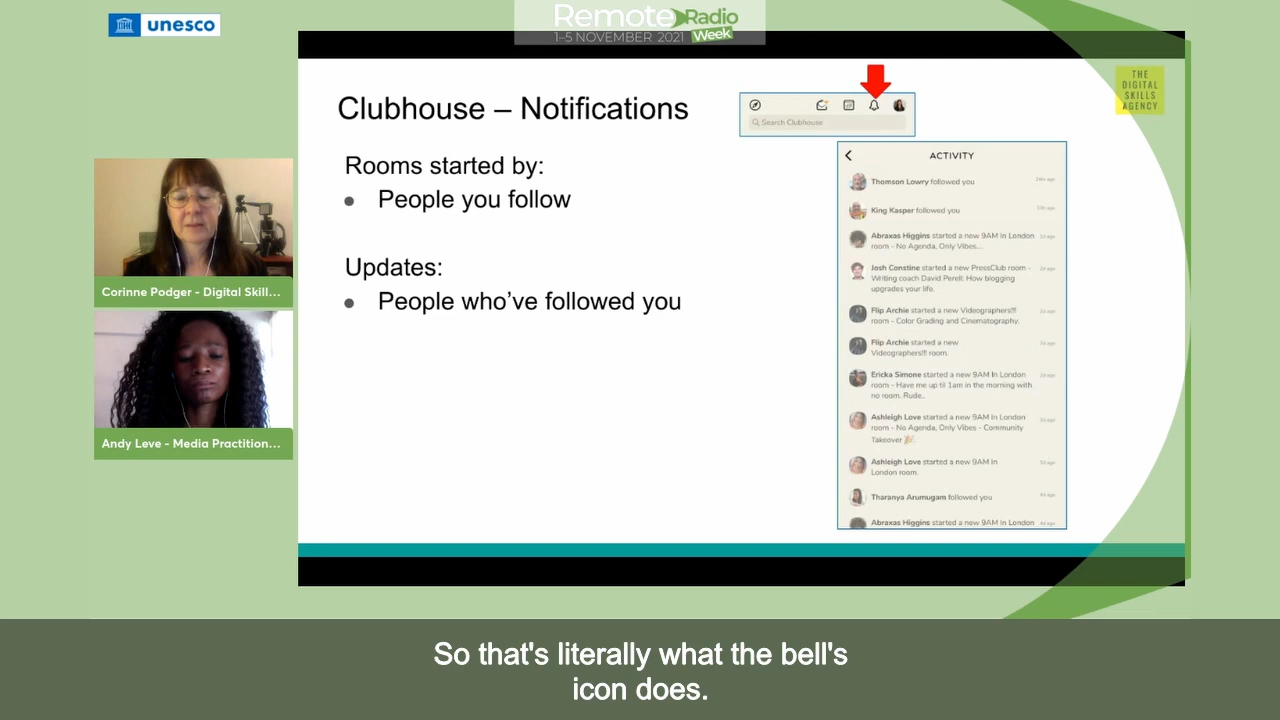 unesco
Remote Radio
Week
1-5 NOVEMBER 2021
THE
DIGITAL
SKILLS
AGENCY
Clubhouse – Notifications
Search Clubhouse
Rooms started by:
● People you follow
Updates:
● People who've followed you
ACTIVITY
Thomson Lowry followed you
King Kasper followed you
Abraxas Higgins started a new 9AM In London
room - No Agenda, Only Vibes...
Josh Constine started a new PressClub room -
Writing coach David Perell: How blogging
upgrades your life.
Flip Archie started a new Videographers!!!
room - Color Grading and Cinematography.
Flip Archie started a new
Videographers!!! room.
Ericka Simone started a new 9AM In London
room - Have me up til 1am in the morning with
no room. Rude..
Ashleigh Love started a new 9AM In London
room - No Agenda, Only Vibes - Community
Takeover 🎉.
Ashleigh Love started a new 9AM In
London room.
Tharanya Arumugam followed you
Abraxas Higgins started a new 9AM In London
Corinne Podger - Digital Skill...
Andy Leve - Media Practition...
So that's literally what the bell's
icon does.